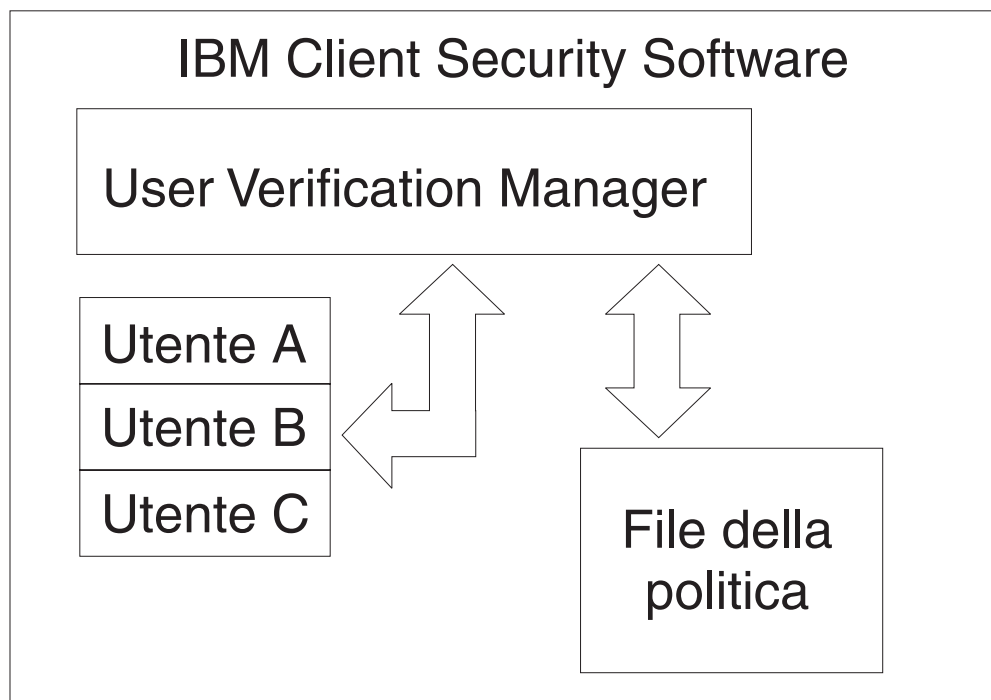 IBM Client Security Software
User Verification Manager
Utente A
Utente B
Utente C
File della
politica